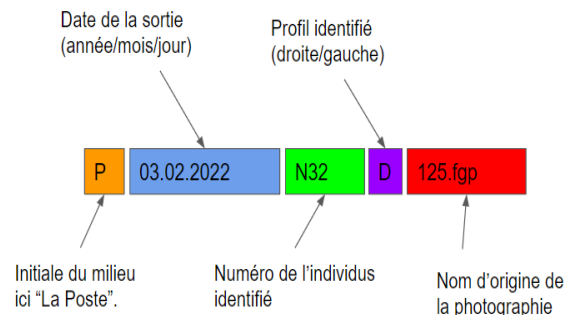 Date de la sortie
(année/mois/jour)
Profil identifié
(droite/gauche)
P
03.02.2022
N32
D
125.fgp
Initiale du milieu
ici “La Poste”.
Numéro de l’individus
identifié
Nom d’origine de
la photographie